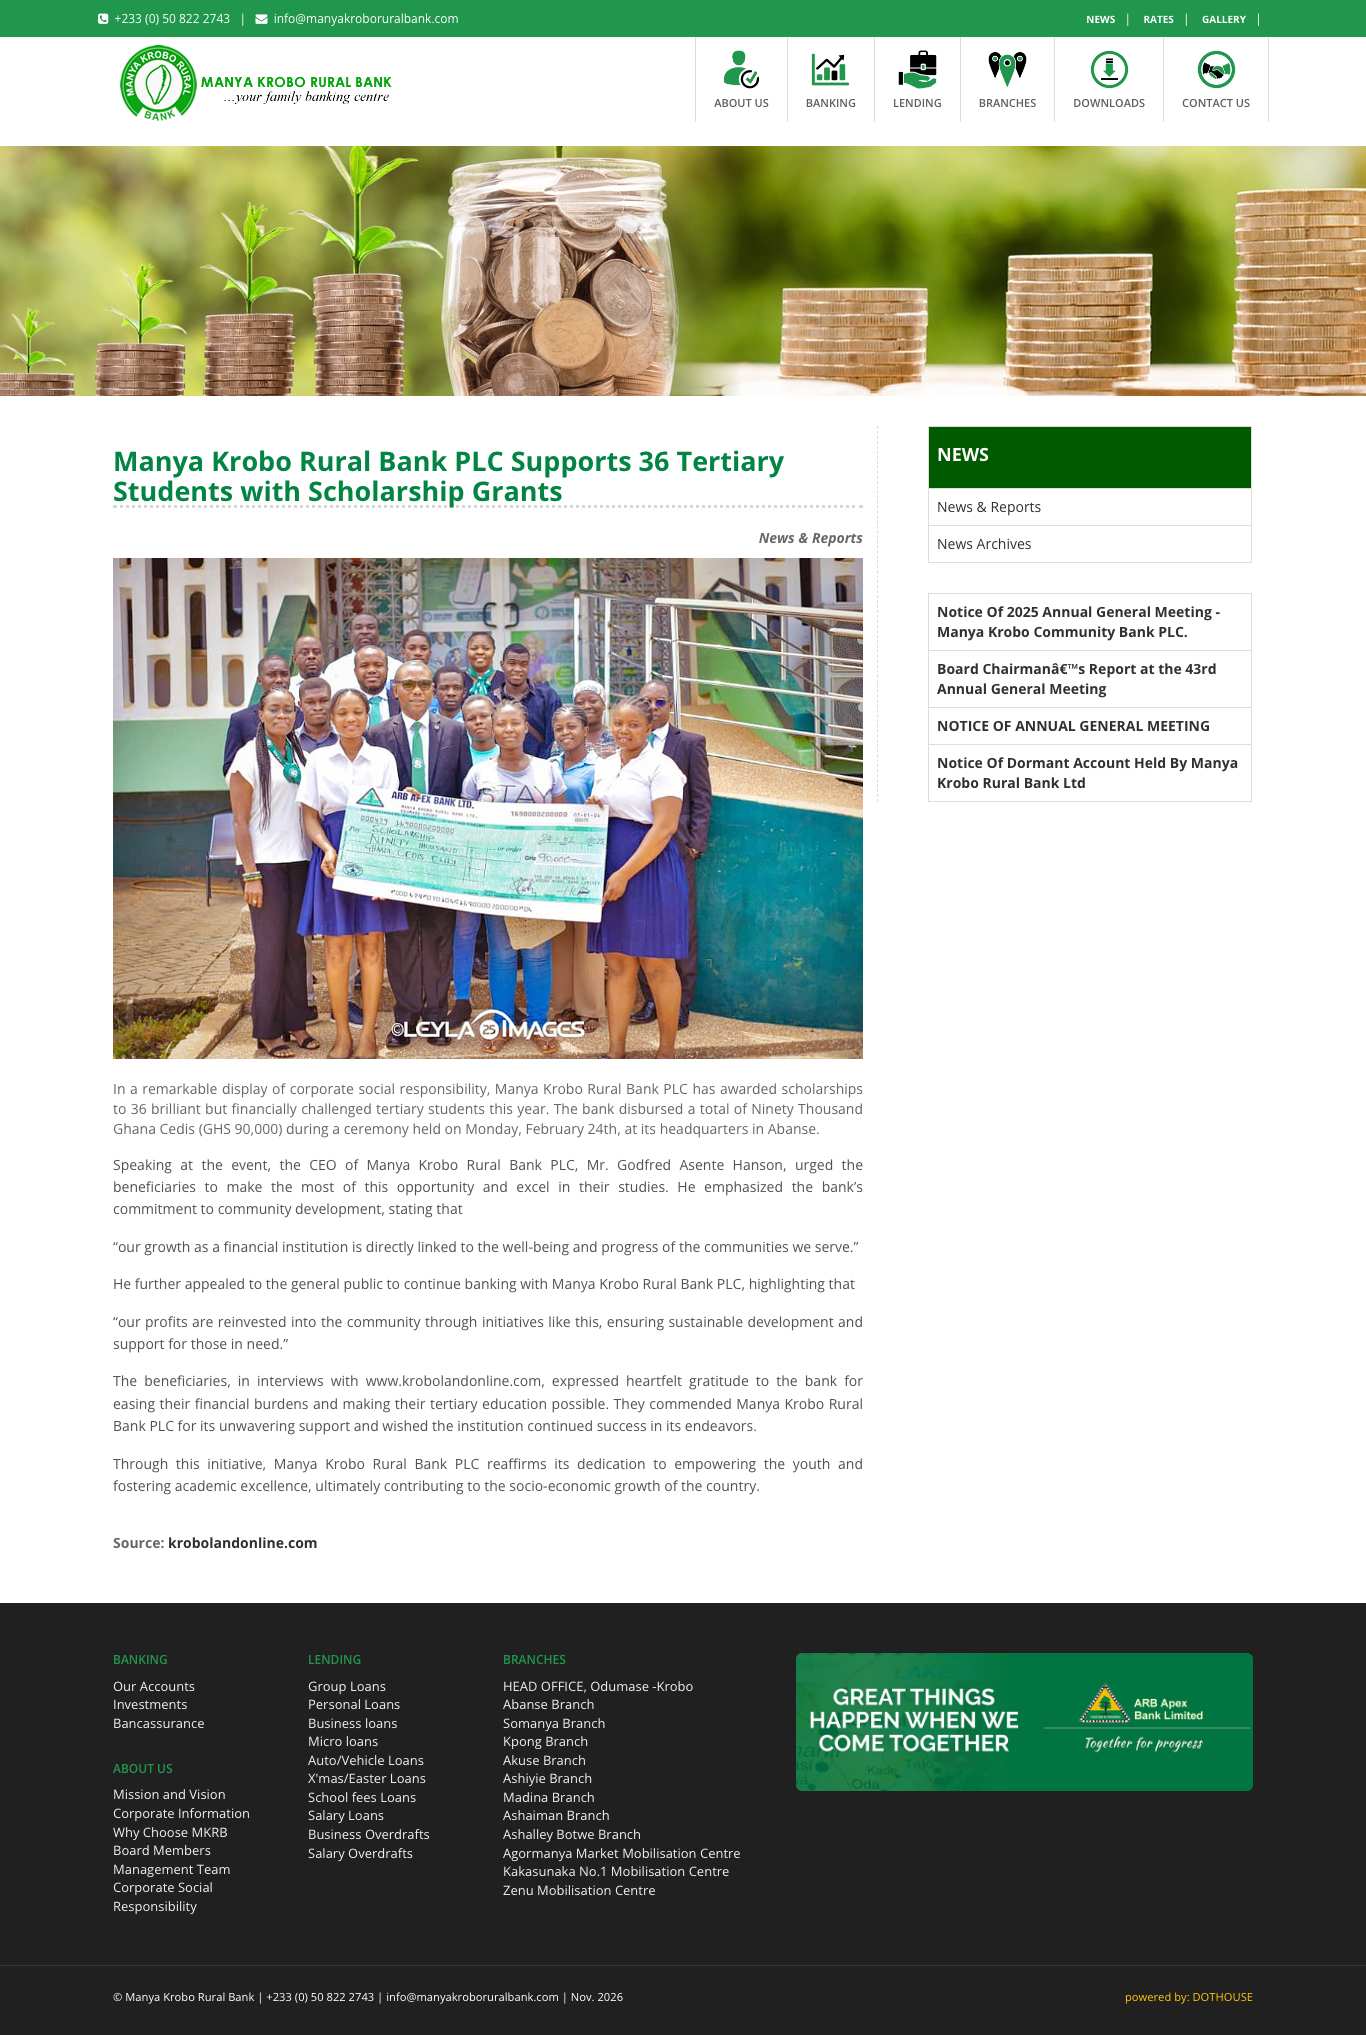 +233 (0) 50 822 2743 | info@manyakroboruralbank.com
NEWS | RATES | GALLERY |
MANYA KROBO RURAL
BANK
MANYA KROBO RURAL BANK
...your family banking centre
ABOUT US
BANKING
LENDING
BRANCHES
DOWNLOADS
CONTACT US
Manya Krobo Rural Bank PLC Supports 36 Tertiary
Students with Scholarship Grants
News & Reports
ARB APEX BANK LTD.
SCHOLARSHIP
NINETY THOUSAND
GHANA CEDIS ONLY
or order
GH₵ 90,000
STAY
©LEYLA 25 IMAGES
In a remarkable display of corporate social responsibility, Manya Krobo Rural Bank PLC has awarded scholarships
to 36 brilliant but financially challenged tertiary students this year. The bank disbursed a total of Ninety Thousand
Ghana Cedis (GHS 90,000) during a ceremony held on Monday, February 24th, at its headquarters in Abanse.
Speaking at the event, the CEO of Manya Krobo Rural Bank PLC, Mr. Godfred Asente Hanson, urged the
beneficiaries to make the most of this opportunity and excel in their studies. He emphasized the bank’s
commitment to community development, stating that
“our growth as a financial institution is directly linked to the well-being and progress of the communities we serve.”
He further appealed to the general public to continue banking with Manya Krobo Rural Bank PLC, highlighting that
“our profits are reinvested into the community through initiatives like this, ensuring sustainable development and
support for those in need.”
The beneficiaries, in interviews with www.krobolandonline.com, expressed heartfelt gratitude to the bank for
easing their financial burdens and making their tertiary education possible. They commended Manya Krobo Rural
Bank PLC for its unwavering support and wished the institution continued success in its endeavors.
Through this initiative, Manya Krobo Rural Bank PLC reaffirms its dedication to empowering the youth and
fostering academic excellence, ultimately contributing to the socio-economic growth of the country.
Source: krobolandonline.com
NEWS
News & Reports
News Archives
Notice Of 2025 Annual General Meeting -
Manya Krobo Community Bank PLC.
Board Chairmanâ€™s Report at the 43rd
Annual General Meeting
NOTICE OF ANNUAL GENERAL MEETING
Notice Of Dormant Account Held By Manya
Krobo Rural Bank Ltd
BANKING
Our Accounts
Investments
Bancassurance
ABOUT US
Mission and Vision
Corporate Information
Why Choose MKRB
Board Members
Management Team
Corporate Social
Responsibility
LENDING
Group Loans
Personal Loans
Business loans
Micro loans
Auto/Vehicle Loans
X'mas/Easter Loans
School fees Loans
Salary Loans
Business Overdrafts
Salary Overdrafts
BRANCHES
HEAD OFFICE, Odumase -Krobo
Abanse Branch
Somanya Branch
Kpong Branch
Akuse Branch
Ashiyie Branch
Madina Branch
Ashaiman Branch
Ashalley Botwe Branch
Agormanya Market Mobilisation Centre
Kakasunaka No.1 Mobilisation Centre
Zenu Mobilisation Centre
GREAT THINGS
HAPPEN WHEN WE
COME TOGETHER
ARB Apex
Bank Limited
Together for progress
© Manya Krobo Rural Bank | +233 (0) 50 822 2743 | info@manyakroboruralbank.com | Nov. 2026
powered by: DOTHOUSE